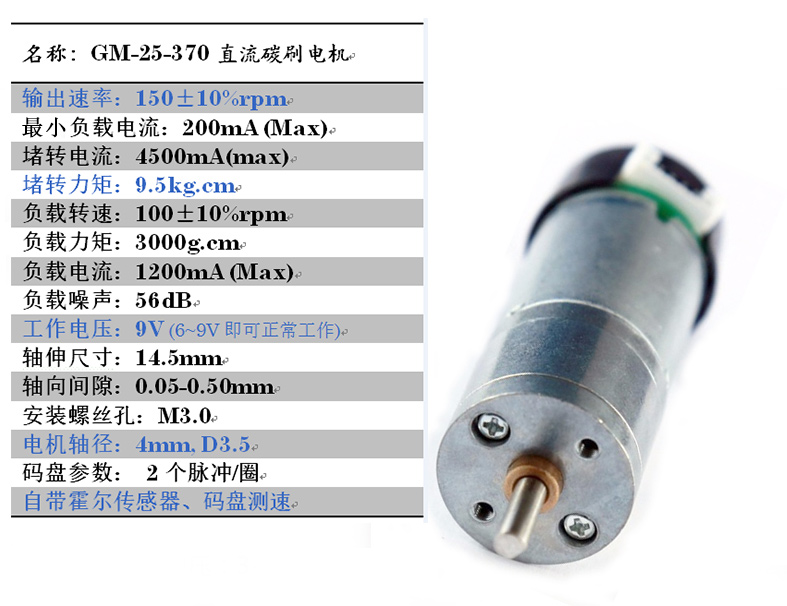 名称：GM-25-370 直流碳刷电机
输出速率：150±10%rpm
最小负载电流：200mA (Max)
堵转电流：4500mA(max)
堵转力矩：9.5kg.cm
负载转速：100±10%rpm
负载力矩：3000g.cm
负载电流：1200mA (Max)
负载噪声：56dB
工作电压：9V (6~9V 即可正常工作)
轴伸尺寸：14.5mm
轴向间隙：0.05-0.50mm
安装螺丝孔：M3.0
电机轴径：4mm, D3.5
码盘参数： 2 个脉冲/圈
自带霍尔传感器、码盘测速